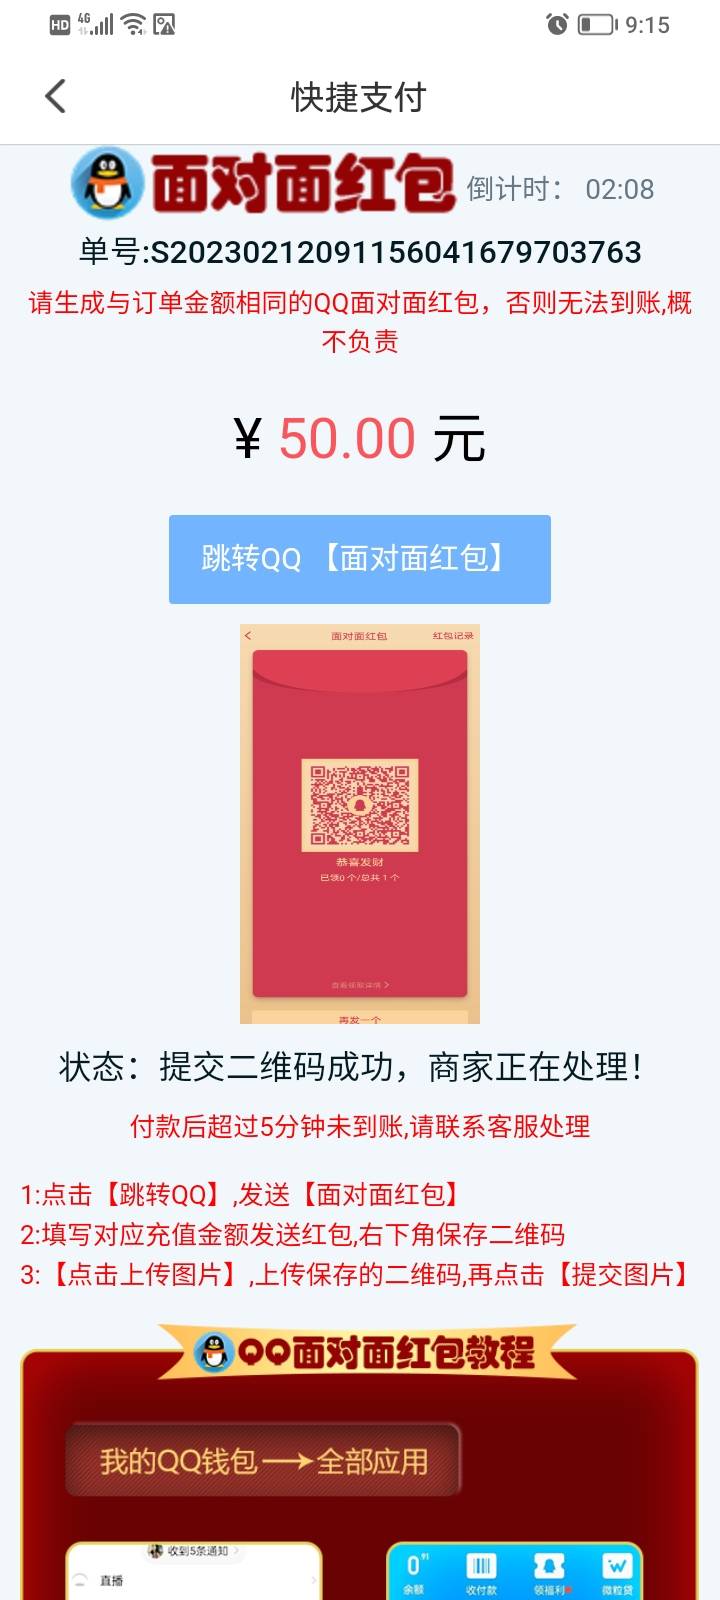 HD 4G 9:15
快捷支付
面对面红包 倒计时： 02:08
单号:S20230212091156041679703763
请生成与订单金额相同的QQ面对面红包，否则无法到账,概
不负责
￥50.00 元
跳转QQ 【面对面红包】
面对面红包 红包记录
恭喜发财
已领0个/总共1个
查看领取详情
再发一个
状态：提交二维码成功，商家正在处理！
付款后超过5分钟未到账,请联系客服处理
1:点击【跳转QQ】,发送【面对面红包】
2:填写对应充值金额发送红包,右下角保存二维码
3:【点击上传图片】,上传保存的二维码,再点击【提交图片】
QQ面对面红包教程
我的QQ钱包→全部应用
收到5条通知
直播
0.91
余额 收付款 领福利 微粒贷